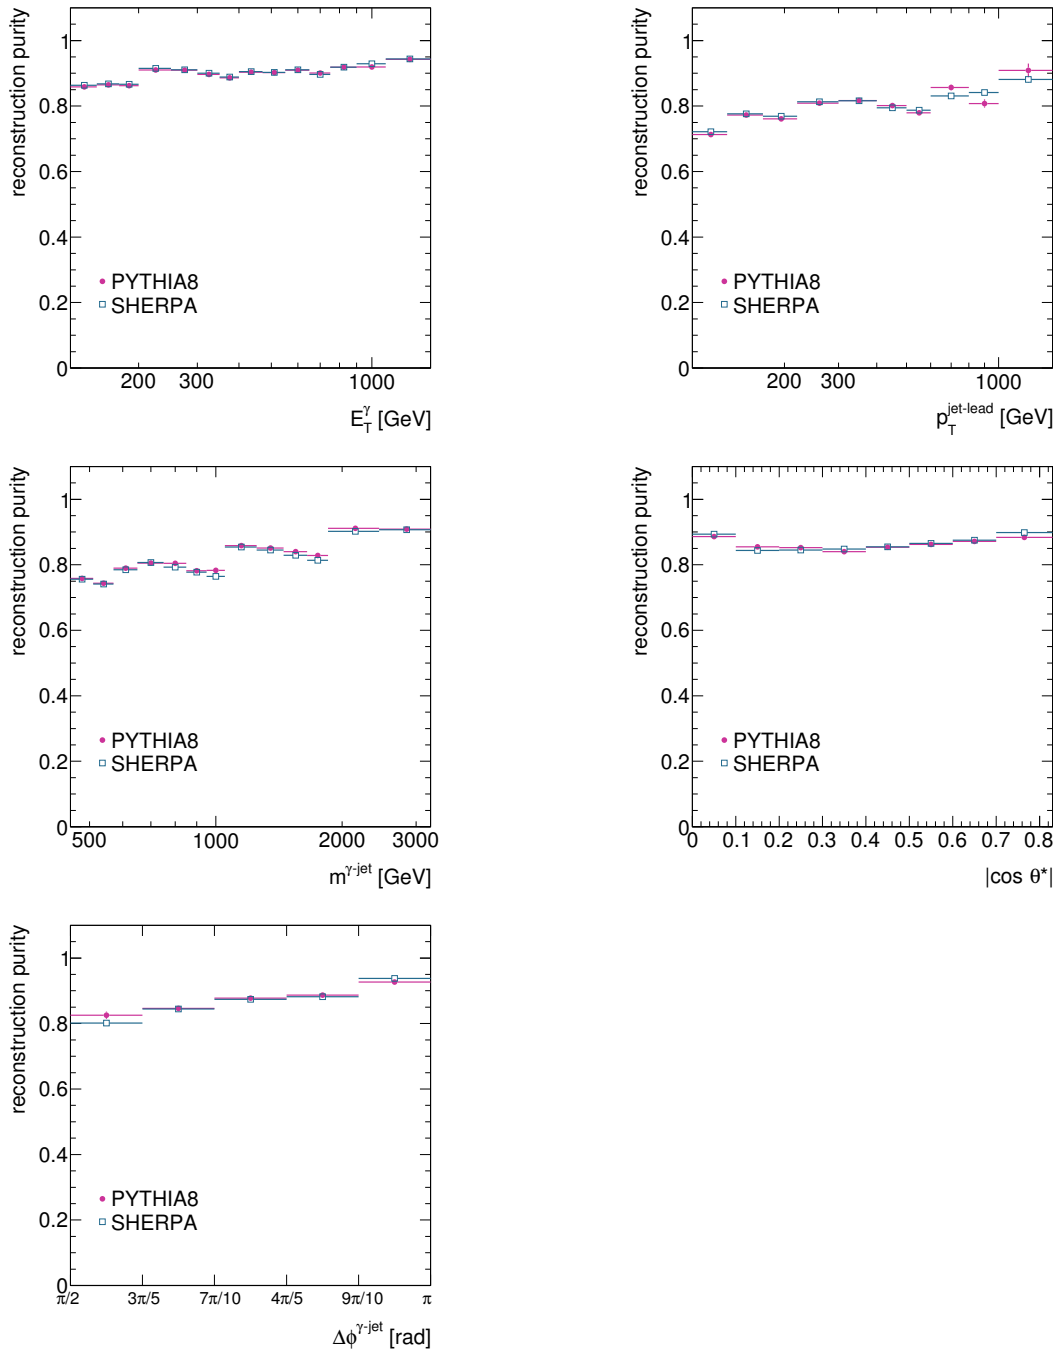 reconstruction purity
1
0.8
0.6
0.4
0.2
0
PYTHIA8
SHERPA
200 300 1000
E_T^γ [GeV]
reconstruction purity
1
0.8
0.6
0.4
0.2
0
PYTHIA8
SHERPA
200 300 1000
p_T^jet-lead [GeV]
reconstruction purity
1
0.8
0.6
0.4
0.2
0
PYTHIA8
SHERPA
500 1000 2000 3000
m^γ-jet [GeV]
reconstruction purity
1
0.8
0.6
0.4
0.2
0
PYTHIA8
SHERPA
0 0.1 0.2 0.3 0.4 0.5 0.6 0.7 0.8
|cos θ*|
reconstruction purity
1
0.8
0.6
0.4
0.2
0
PYTHIA8
SHERPA
π/2 3π/5 7π/10 4π/5 9π/10 π
Δϕ^γ-jet [rad]